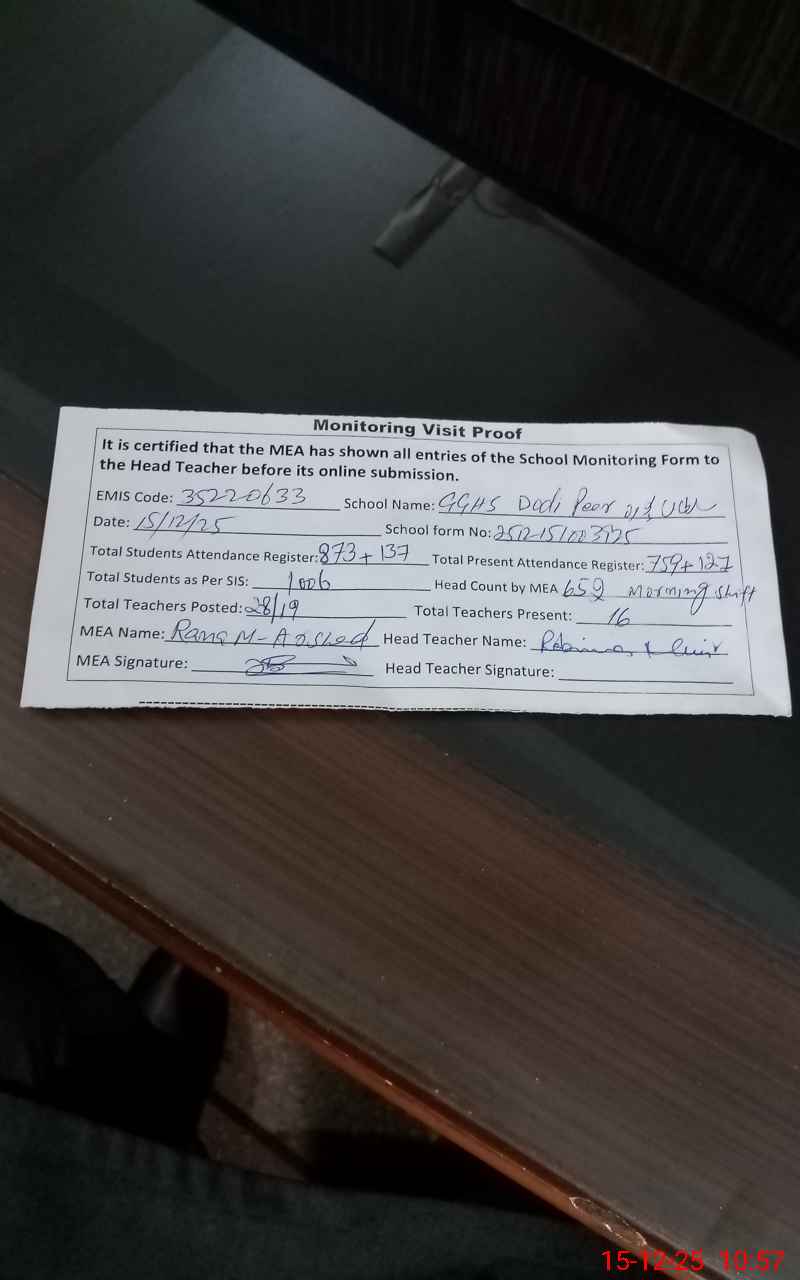 Monitoring Visit Proof
It is certified that the MEA has shown all entries of the School Monitoring Form to
the Head Teacher before its online submission.
EMIS Code: 35220633 School Name: GGHS Dodi Peer
Date: 15/12/25 School form No:
Total Students Attendance Register: 873+137 Total Present Attendance Register: 759+127
Total Students as Per SIS: 1006 Head Count by MEA 659 Morning Shift
Total Teachers Posted: 28/19 Total Teachers Present: 16
MEA Name: Rana M-Arshed Head Teacher Name:
MEA Signature: Head Teacher Signature:
15-12-25 10:57